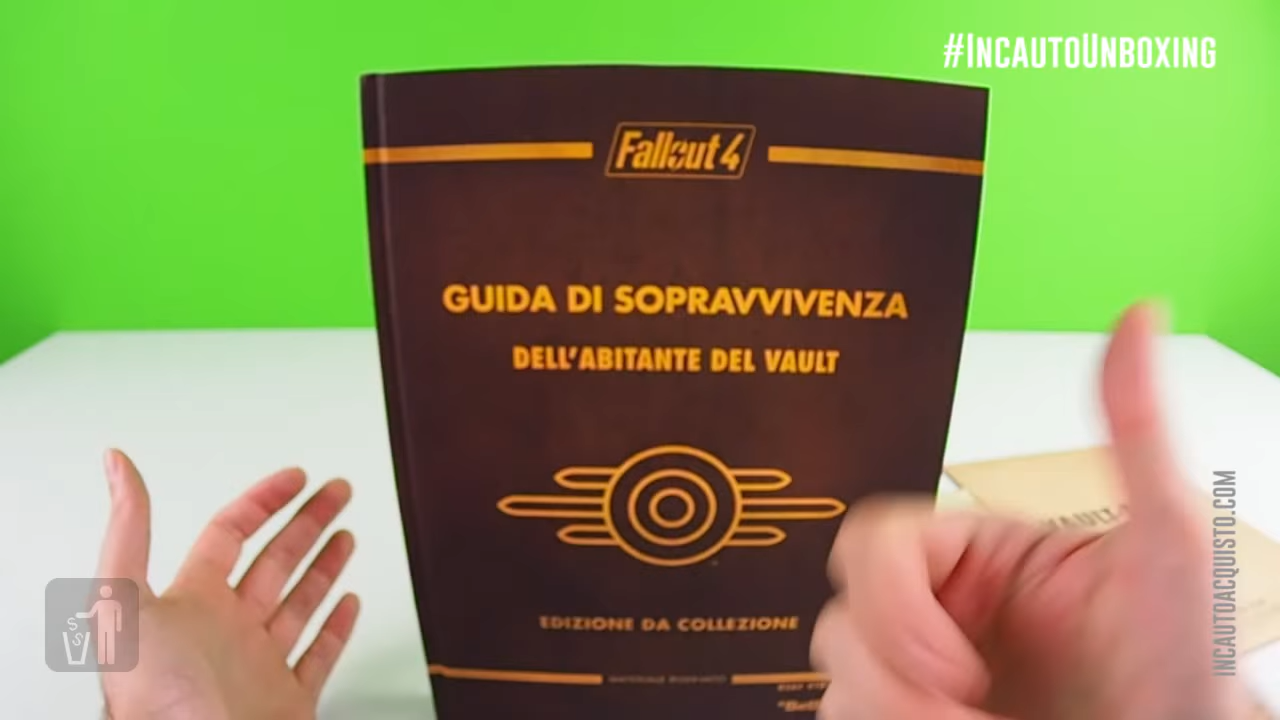 #INCAUTOUNBOXING
Fallout 4
GUIDA DI SOPRAVVIVENZA
DELL'ABITANTE DEL VAULT
EDIZIONE DA COLLEZIONE
INCAUTOACQUISTO.COM